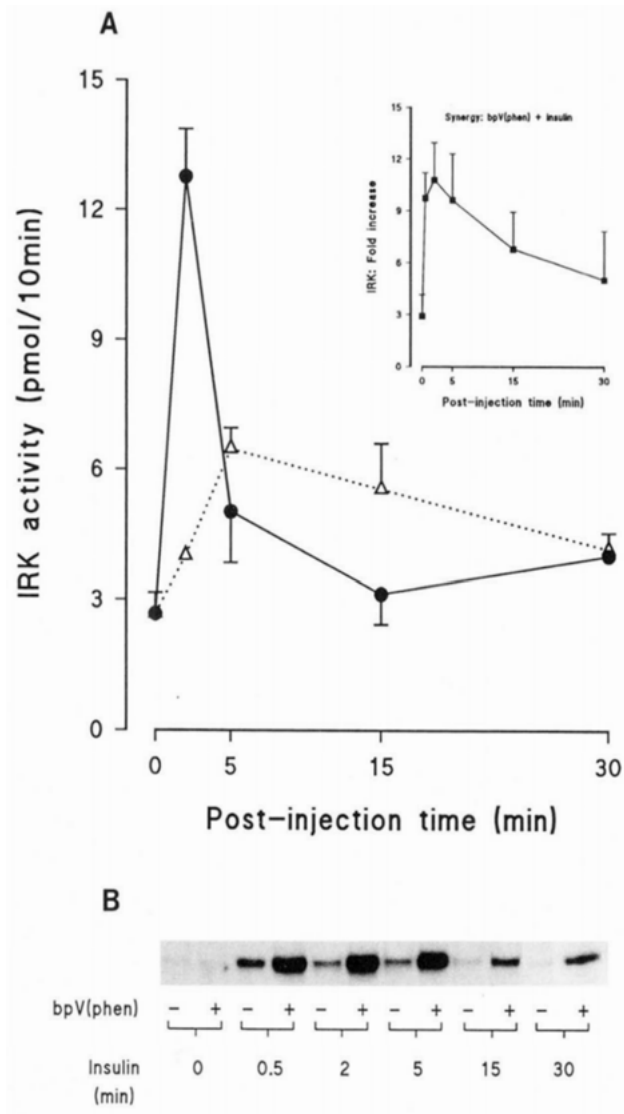 A
15
12
9
6
3
0
IRK activity (pmol/10min)
0 5 15 30
Post-injection time (min)
Synergy: bpV(phen) + insulin
15
12
9
6
3
0
IRK: Fold increase
0 5 15 30
Post-injection time (min)
B
bpV(phen) - + - + - + - + - + - +
Insulin 0 0.5 2 5 15 30
(min)